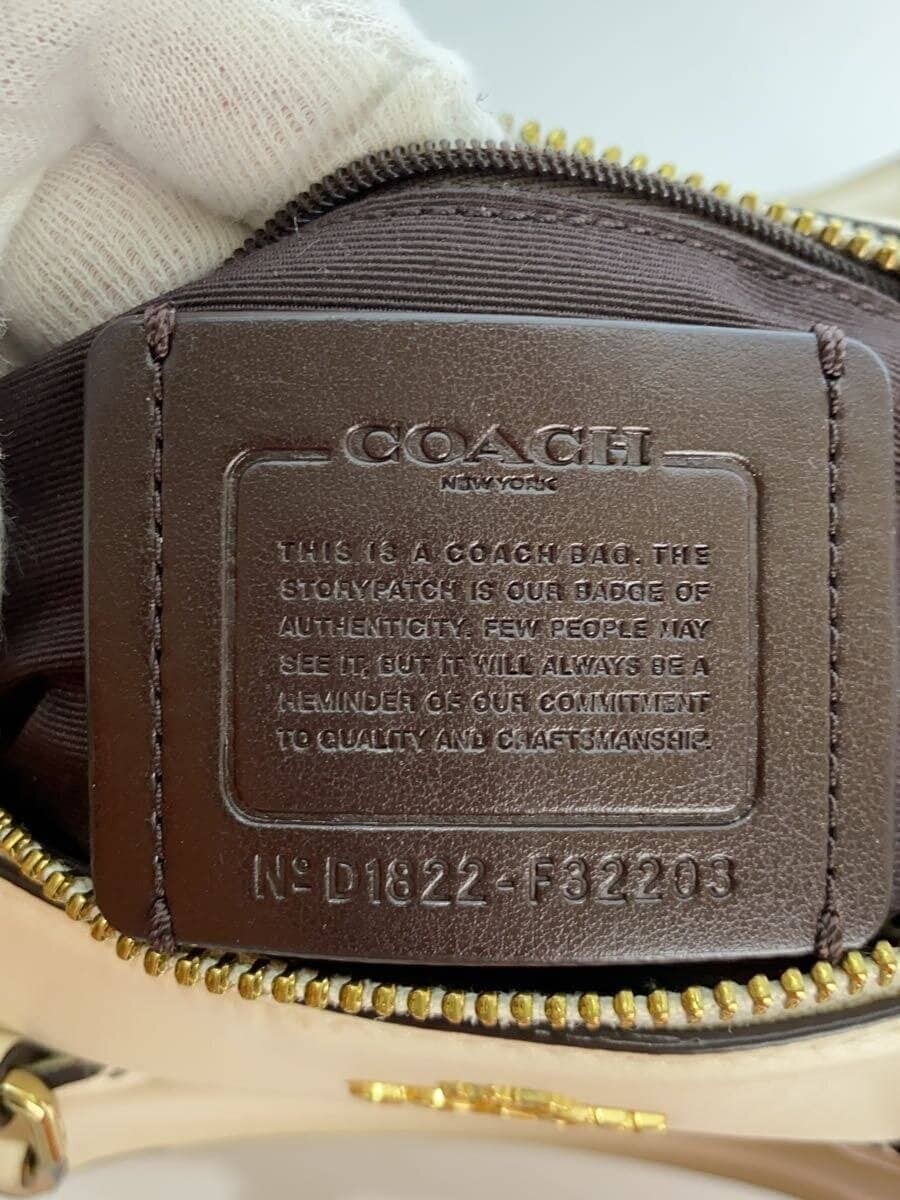 COACH
NEW YORK
THIS IS A COACH BAG. THE
STORYPATCH IS OUR BADGE OF
AUTHENTICITY. FEW PEOPLE MAY
SEE IT, BUT IT WILL ALWAYS BE A
REMINDER OF OUR COMMITMENT
TO QUALITY AND CRAFTSMANSHIP.
Nº D1822-F32203